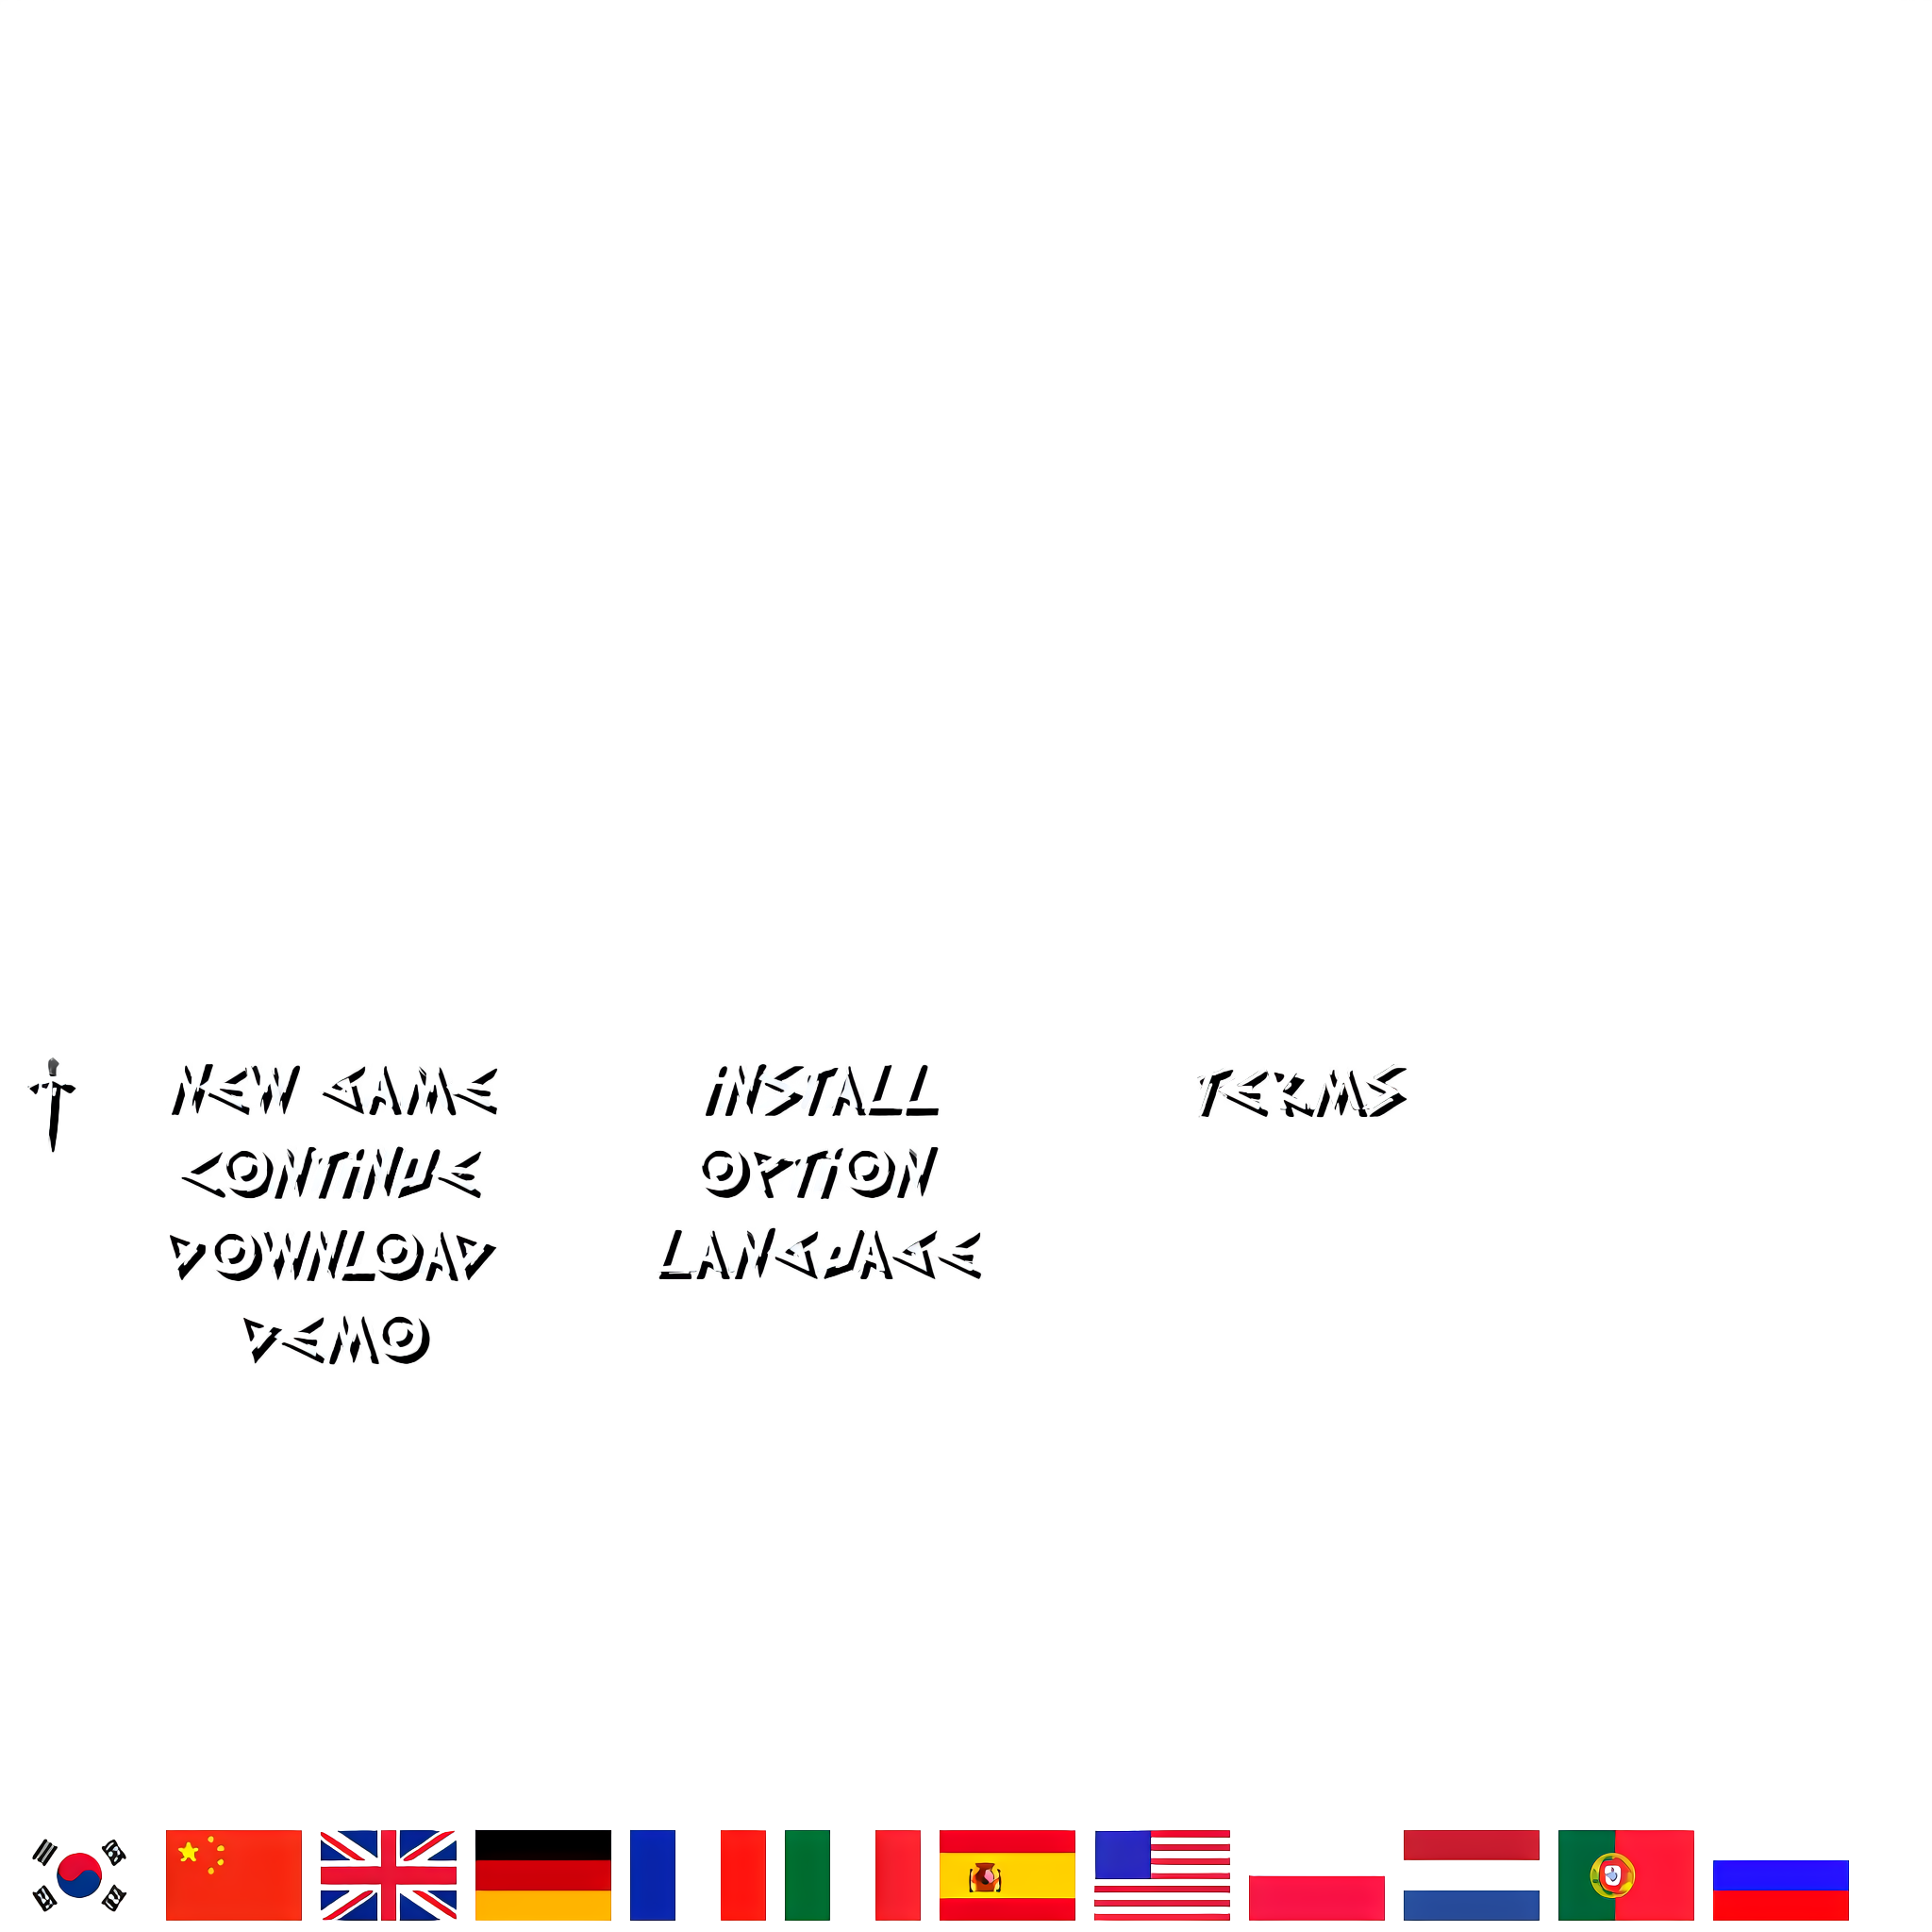 NEW GAME
INSTALL
TERMS
CONTINUE
OPTION
DOWNLOAD
LANGUAGE
DEMO